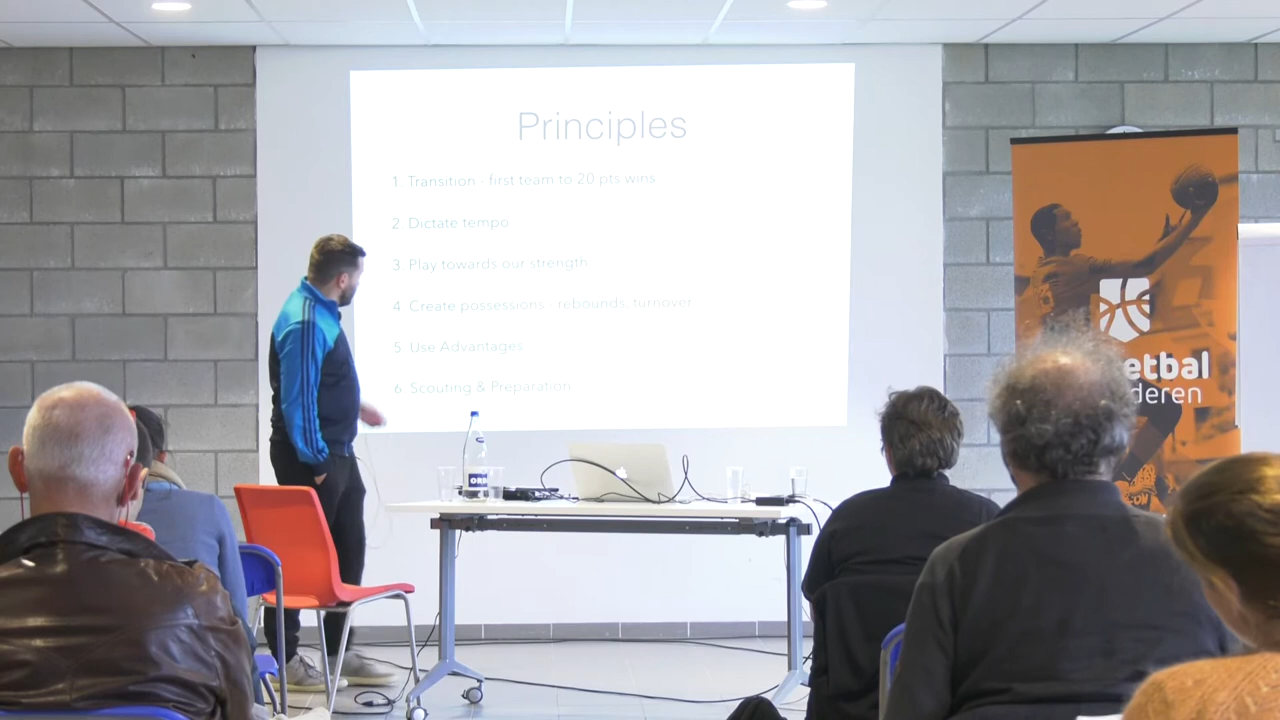 Principles
1. Transition - first team to 20 pts wins
2. Dictate tempo
3. Play towards our strength
4. Create possessions - rebounds, turnover
5. Use Advantages
6. Scouting & Preparation
etbal
deren